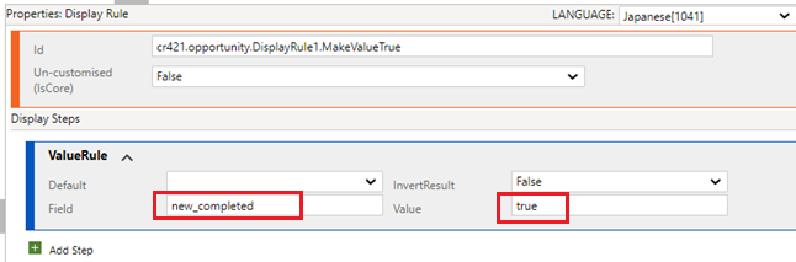 Properties: Display Rule LANGUAGE: Japanese[1041]
Id cr421.opportunity.DisplayRule1.MakeValueTrue
Un-customised False
(IsCore)
Display Steps
ValueRule
Default InvertResult False
Field new_completed Value true
Add Step